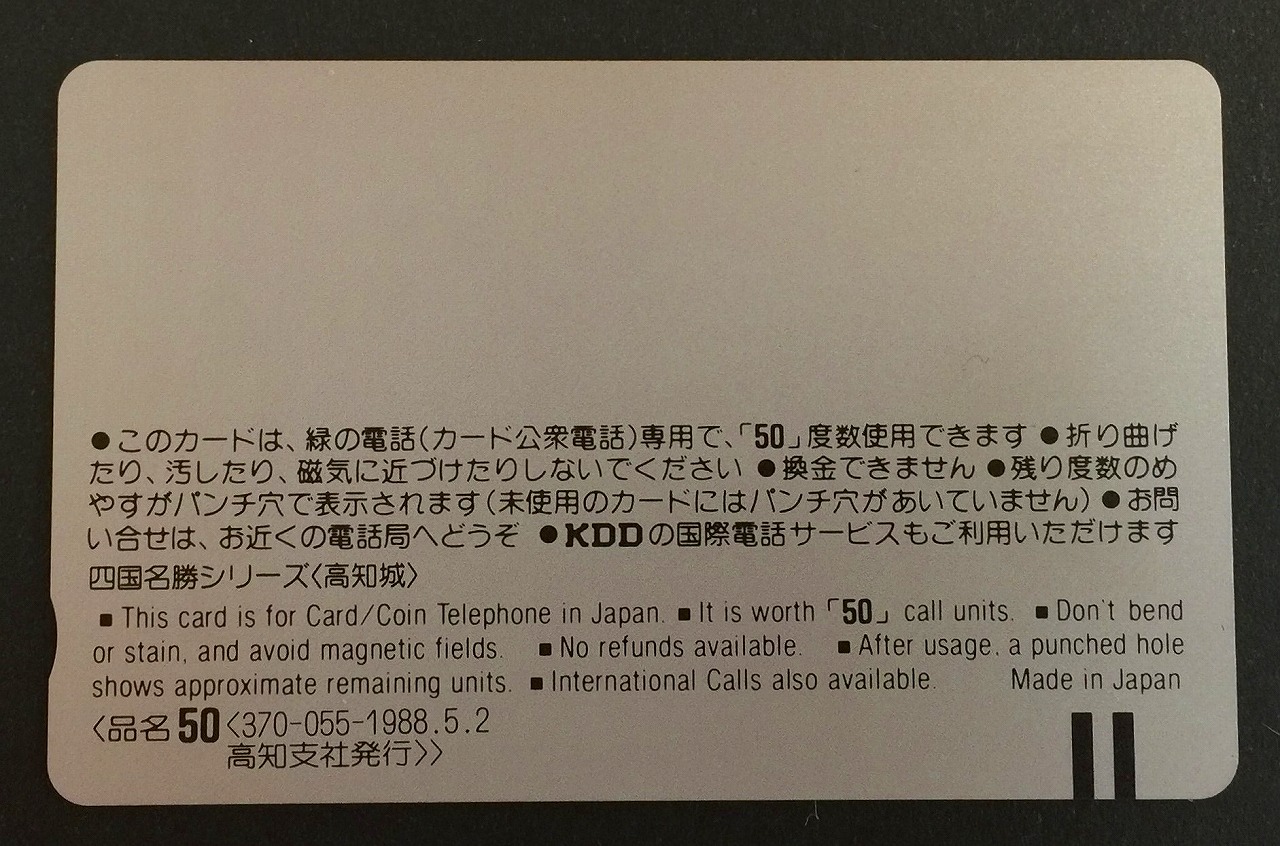 ●このカードは、緑の電話(カード公衆電話)専用で、「50」度数使用できます ●折り曲げ
たり、汚したり、磁気に近づけたりしないでください ●換金できません ●残り度数のめ
やすがパンチ穴で表示されます(未使用のカードにはパンチ穴があいていません) ●お問
い合せは、お近くの電話局へどうぞ ●KDDの国際電話サービスもご利用いただけます
四国名勝シリーズ〈高知城〉
■This card is for Card/Coin Telephone in Japan. ■It is worth「50」call units. ■Don't bend
or stain, and avoid magnetic fields. ■No refunds available. ■After usage, a punched hole
shows approximate remaining units. ■International Calls also available. Made in Japan
〈品名50〈370-055-1988.5.2
高知支社発行〉〉